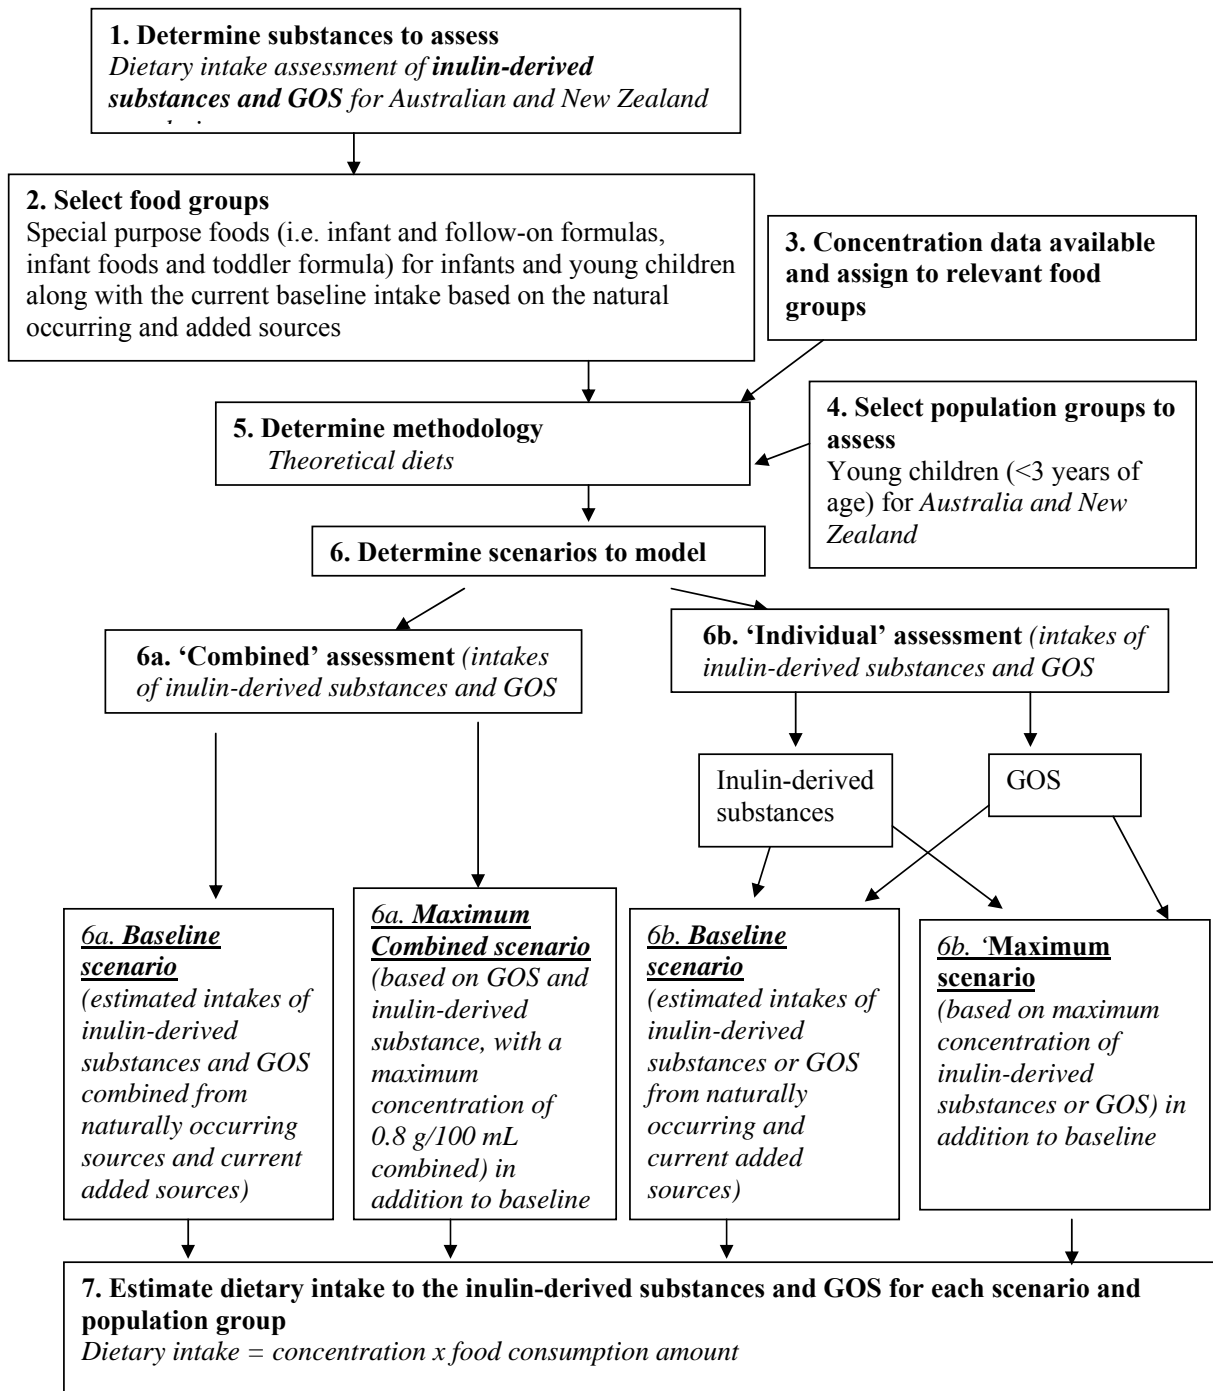 1. Determine substances to assess
Dietary intake assessment of inulin-derived
substances and GOS for Australian and New Zealand
2. Select food groups
Special purpose foods (i.e. infant and follow-on formulas,
infant foods and toddler formula) for infants and young children
along with the current baseline intake based on the natural
occurring and added sources
3. Concentration data available
and assign to relevant food
groups
4. Select population groups to
assess
Young children (<3 years of
age) for Australia and New
Zealand
5. Determine methodology
Theoretical diets
6. Determine scenarios to model
6a. ‘Combined’ assessment (intakes
of inulin-derived substances and GOS
6b. ‘Individual’ assessment (intakes of
inulin-derived substances and GOS
Inulin-derived
substances
GOS
6a. Baseline
scenario
(estimated intakes of
inulin-derived
substances and GOS
combined from
naturally occurring
sources and current
added sources)
6a. Maximum
Combined scenario
(based on GOS and
inulin-derived
substance, with a
maximum
concentration of
0.8 g/100 mL
combined) in
addition to baseline
6b. Baseline
scenario
(estimated intakes of
inulin-derived
substances or GOS
from naturally
occurring and
current added
sources)
6b. ‘Maximum
scenario
(based on maximum
concentration of
inulin-derived
substances or GOS) in
addition to baseline
7. Estimate dietary intake to the inulin-derived substances and GOS for each scenario and
population group
Dietary intake = concentration x food consumption amount